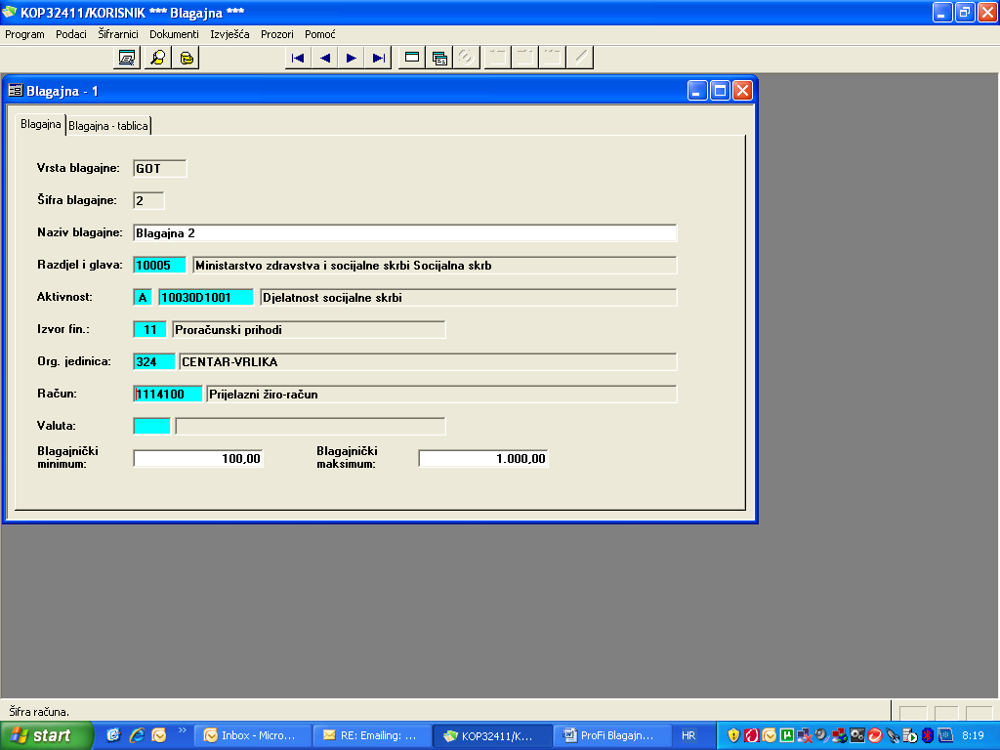 KOP32411/KORISNIK *** Blagajna ***
Program Podaci Šifrarnici Dokumenti Izvješća Prozori Pomoć
Blagajna - 1
Blagajna Blagajna - tablica
Vrsta blagajne: GOT
Šifra blagajne: 2
Naziv blagajne: Blagajna 2
Razdjel i glava: 10005 Ministarstvo zdravstva i socijalne skrbi Socijalna skrb
Aktivnost: A 10030D1001 Djelatnost socijalne skrbi
Izvor fin.: 11 Proračunski prihodi
Org. jedinica: 324 CENTAR-VRLIKA
Račun: 1114100 Prijelazni žiro-račun
Valuta:
Blagajnički minimum: 100,00 Blagajnički maksimum: 1.000,00
Šifra računa.
start Inbox - Micro... RE: Emailing: ... KOP32411/K... ProFi Blagajn... HR 8:19